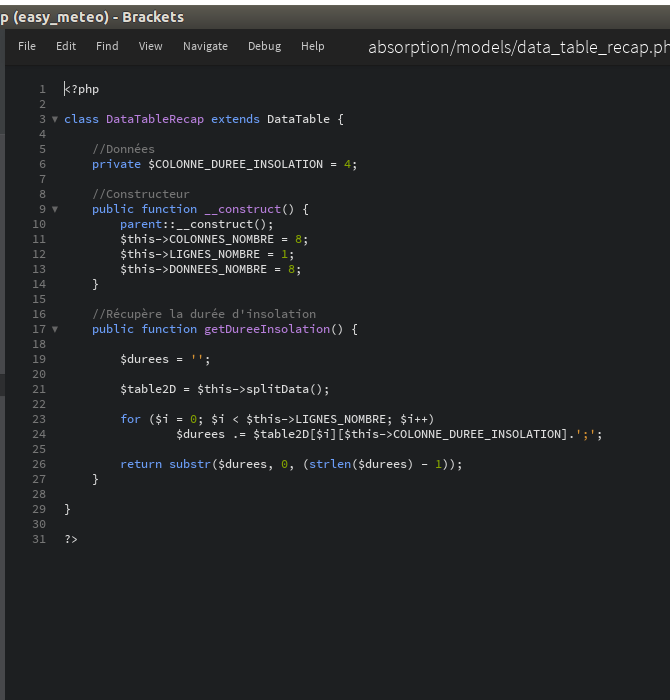 p (easy_meteo) - Brackets
File Edit Find View Navigate Debug Help absorption/models/data_table_recap.ph
1 <?php
2
3 class DataTableRecap extends DataTable {
4
5 //Données
6 private $COLONNE_DUREE_INSOLATION = 4;
7
8 //Constructeur
9 public function __construct() {
10 parent::__construct();
11 $this->COLONNES_NOMBRE = 8;
12 $this->LIGNES_NOMBRE = 1;
13 $this->DONNEES_NOMBRE = 8;
14 }
15
16 //Récupère la durée d'insolation
17 public function getDureeInsolation() {
18
19 $durees = '';
20
21 $table2D = $this->splitData();
22
23 for ($i = 0; $i < $this->LIGNES_NOMBRE; $i++)
24 $durees .= $table2D[$i][$this->COLONNE_DUREE_INSOLATION].';';
25
26 return substr($durees, 0, (strlen($durees) - 1));
27 }
28
29 }
30
31 ?>